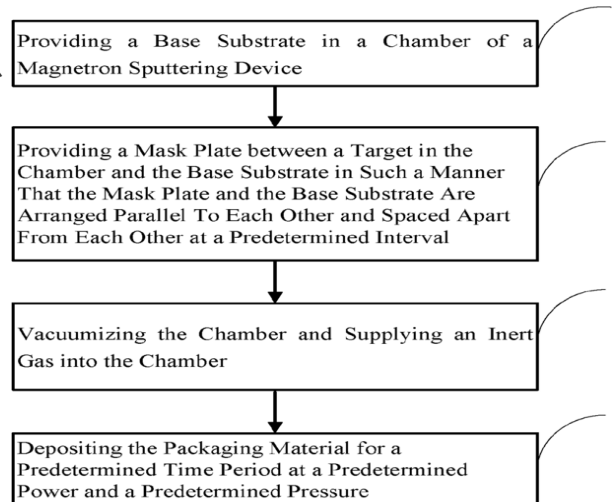 Providing a Base Substrate in a Chamber of a
Magnetron Sputtering Device
Providing a Mask Plate between a Target in the
Chamber and the Base Substrate in Such a Manner
That the Mask Plate and the Base Substrate Are
Arranged Parallel To Each Other and Spaced Apart
From Each Other at a Predetermined Interval
Vacuumizing the Chamber and Supplying an Inert
Gas into the Chamber
Depositing the Packaging Material for a
Predetermined Time Period at a Predetermined
Power and a Predetermined Pressure